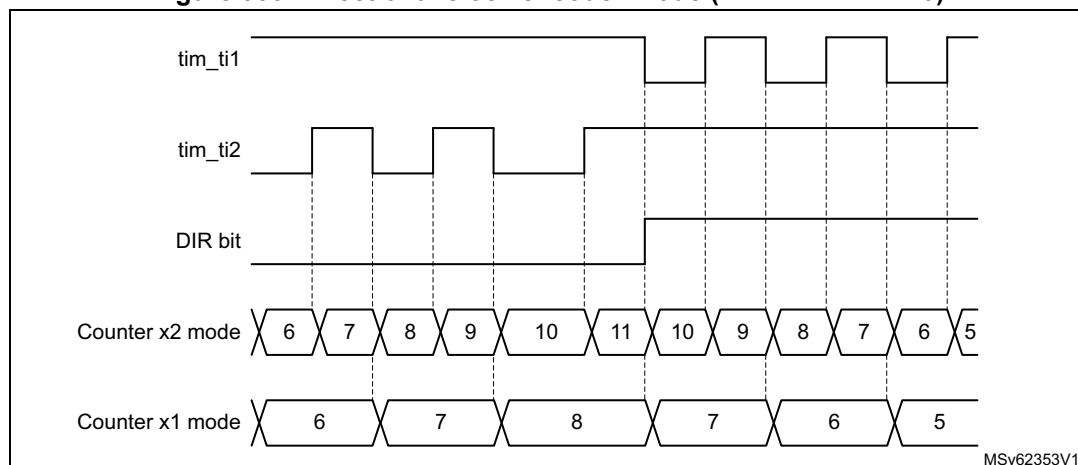 tim_ti1
tim_ti2
DIR bit
Counter x2 mode 6 7 8 9 10 11 10 9 8 7 6 5
Counter x1 mode 6 7 8 7 6 5
MSv62353V1